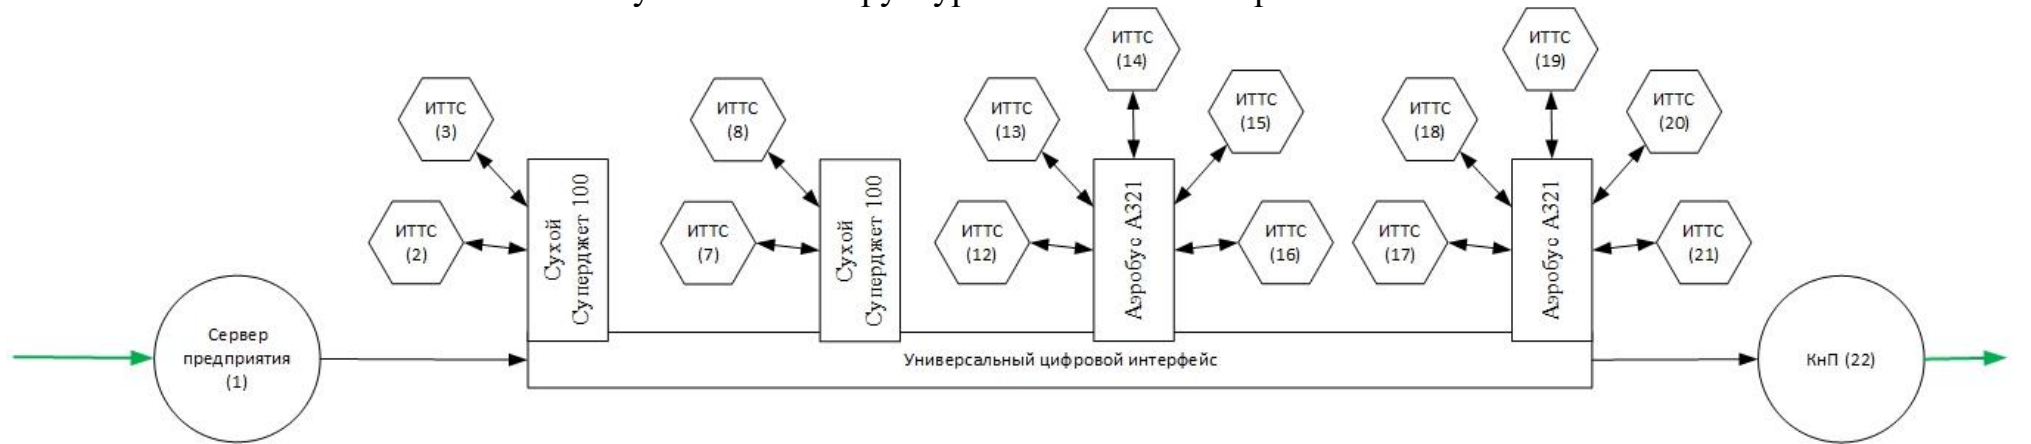 ИТТС
(14)
ИТТС
(19)
ИТТС
(3)
ИТТС
(8)
ИТТС
(13)
ИТТС
(15)
ИТТС
(18)
ИТТС
(20)
ИТТС
(2)
ИТТС
(7)
ИТТС
(12)
ИТТС
(16)
ИТТС
(17)
ИТТС
(21)
Сухой
Суперджет 100
Сухой
Суперджет 100
Аэробус А321
Аэробус А321
Сервер
предприятия
(1)
Универсальный цифровой интерфейс
КнП (22)